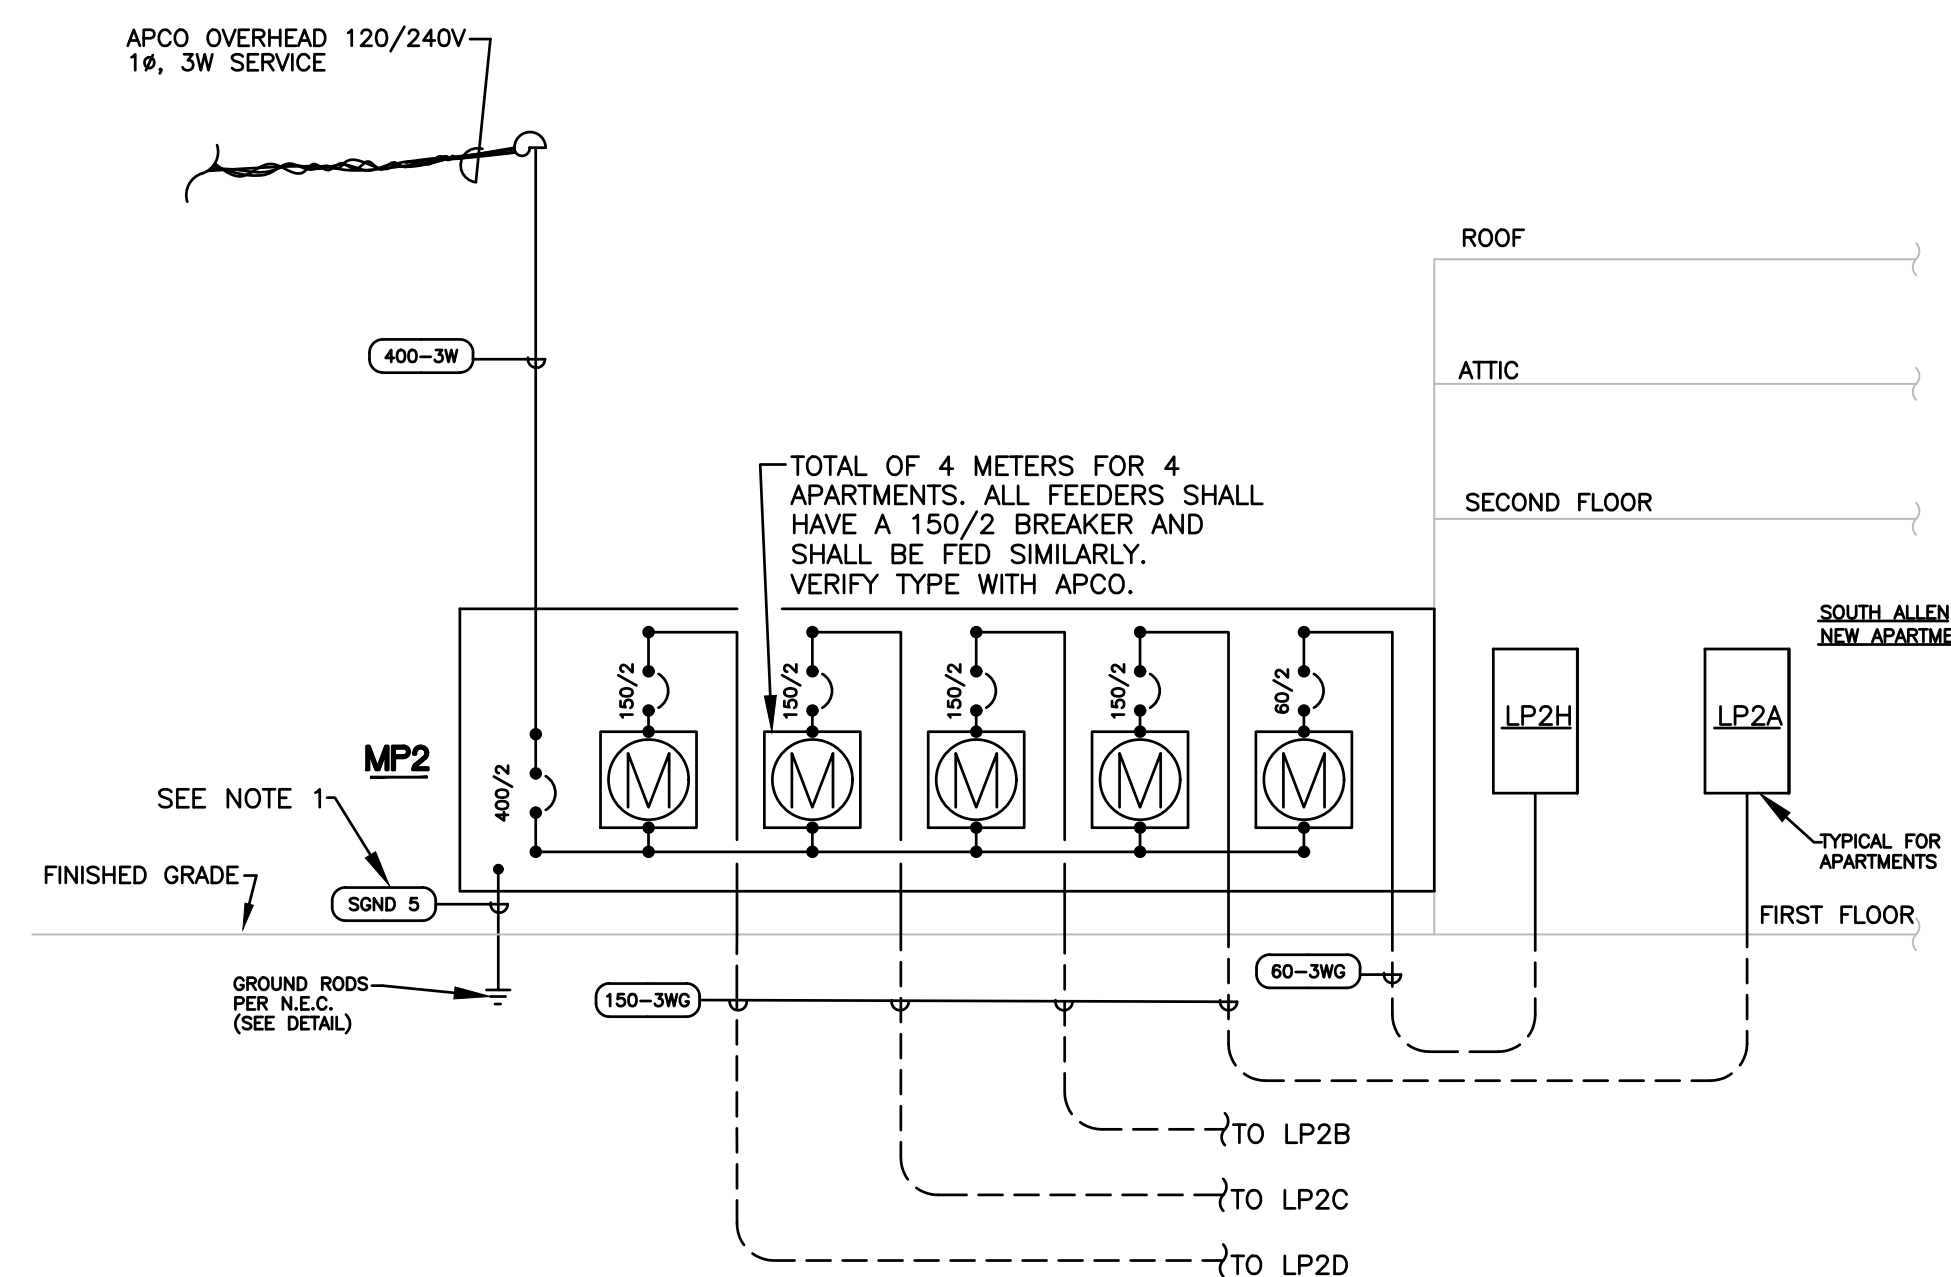 APCO OVERHEAD 120/240V
1ø, 3W SERVICE
ROOF
400-3W
ATTIC
TOTAL OF 4 METERS FOR 4
APARTMENTS. ALL FEEDERS SHALL
HAVE A 150/2 BREAKER AND
SHALL BE FED SIMILARLY.
VERIFY TYPE WITH APCO.
SECOND FLOOR
SOUTH ALLEN
NEW APARTME
150/2
150/2
150/2
150/2
60/2
LP2H
LP2A
MP2
400/2
M
M
M
M
M
SEE NOTE 1
TYPICAL FOR
APARTMENTS
FINISHED GRADE
SGND 5
FIRST FLOOR
GROUND RODS
PER N.E.C.
(SEE DETAIL)
150-3WG
60-3WG
TO LP2B
TO LP2C
TO LP2D